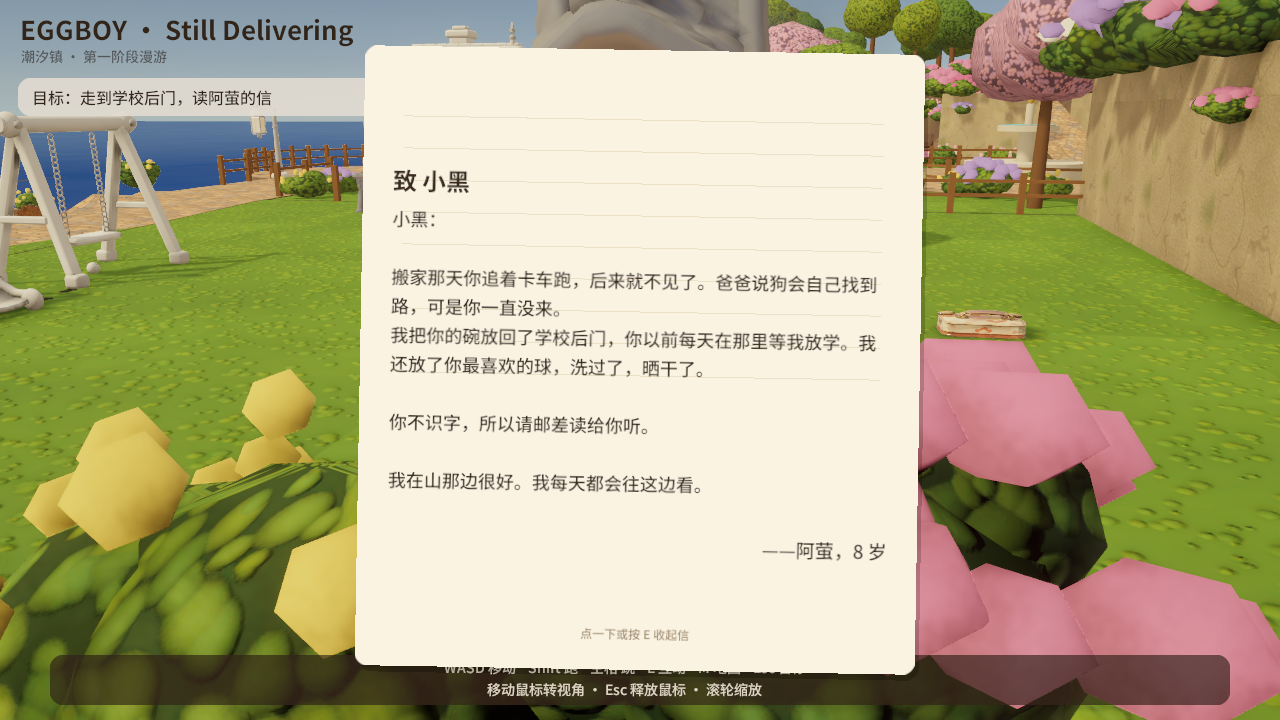 EGGBOY · Still Delivering
潮汐镇 · 第一阶段漫游
目标：走到学校后门，读阿萤的信
致 小黑
小黑：
搬家那天你追着卡车跑，后来就不见了。爸爸说狗会自己找到
路，可是你一直没来。
我把你的碗放回了学校后门，你以前每天在那里等我放学。我
还放了你最喜欢的球，洗过了，晒干了。
你不识字，所以请邮差读给你听。
我在山那边很好。我每天都会往这边看。
——阿萤，8 岁
点一下或按 E 收起信
WASD 移动 · Shift 跑
移动鼠标转视角 · Esc 释放鼠标 · 滚轮缩放